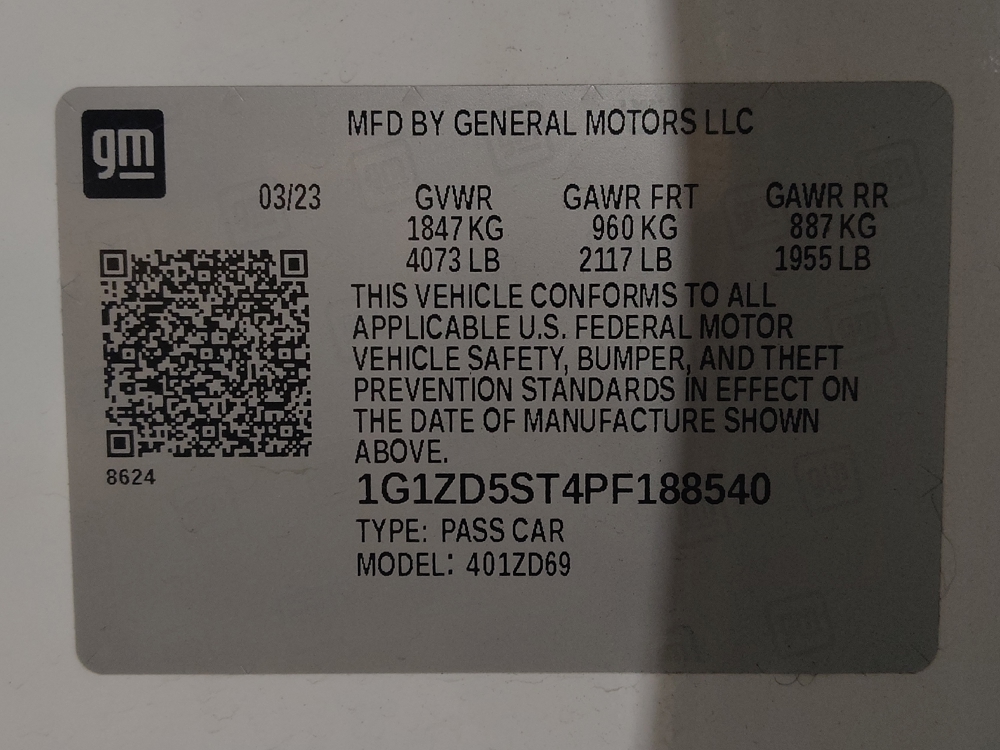 gm
MFD BY GENERAL MOTORS LLC
03/23 GVWR GAWR FRT GAWR RR
1847 KG 960 KG 887 KG
4073 LB 2117 LB 1955 LB
THIS VEHICLE CONFORMS TO ALL
APPLICABLE U.S. FEDERAL MOTOR
VEHICLE SAFETY, BUMPER, AND THEFT
PREVENTION STANDARDS IN EFFECT ON
THE DATE OF MANUFACTURE SHOWN
ABOVE.
8624
1G1ZD5ST4PF188540
TYPE: PASS CAR
MODEL: 401ZD69